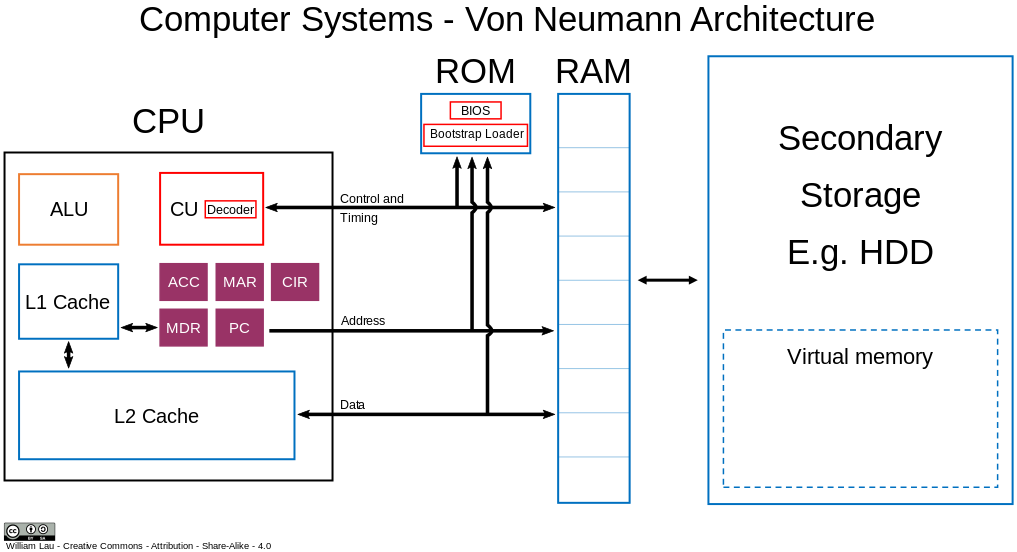 Computer Systems - Von Neumann Architecture
CPU
ROM
RAM
BIOS
Bootstrap Loader
ALU
CU
Decoder
ACC
MAR
CIR
MDR
PC
L1 Cache
L2 Cache
Control and
Timing
Address
Data
Secondary
Storage
E.g. HDD
Virtual memory
cc
BY SA
William Lau - Creative Commons - Attribution - Share-Alike - 4.0